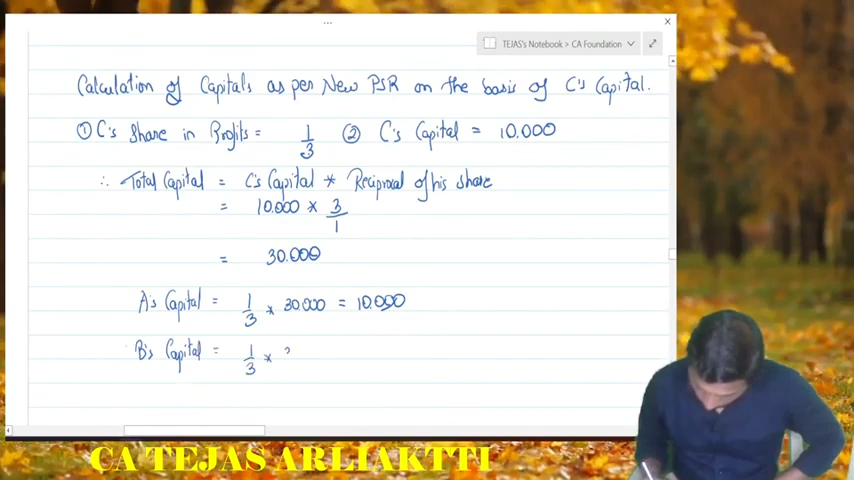 TEJAS's Notebook > CA Foundation
Calculation of Capitals as per New PSR on the basis of C's Capital.
① C's Share in Profits = 1/3 ② C's Capital = 10.000
∴ Total Capital = C's Capital * Reciprocal of his share
= 10.000 * 3/1
= 30.000
A's Capital = 1/3 * 30.000 = 10.000
B's Capital = 1/3 *
CA TEJAS ARLIAKTTI